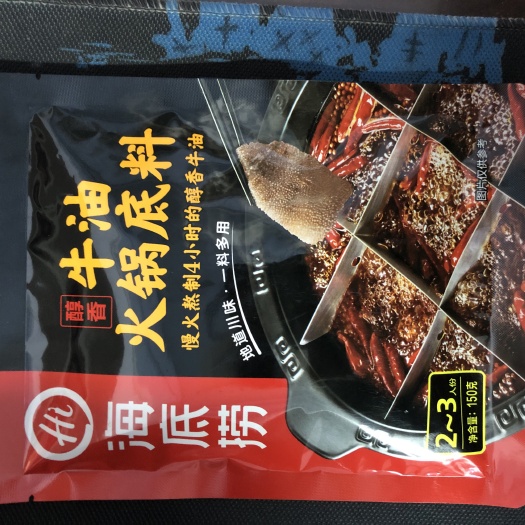 Hi
海底捞
醇香
牛油
火锅底料
慢火熬制4小时的醇香牛油
地道川味·一料多用
图片仅供参考
2~3人份
净含量：150克